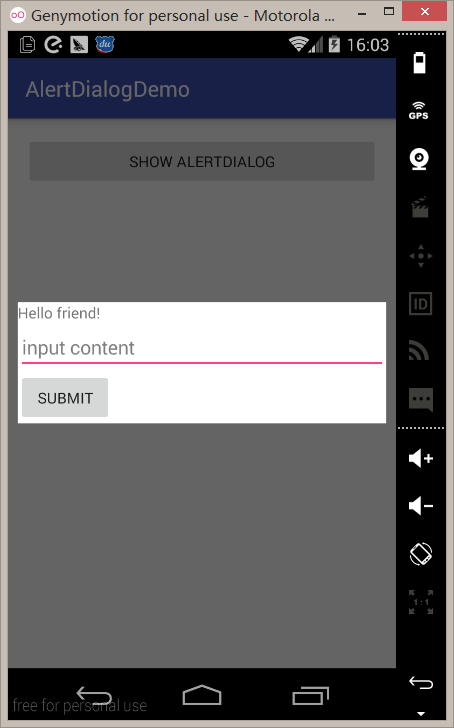 Genymotion for personal use - Motorola ...
du
16:03
GPS
AlertDialogDemo
SHOW ALERTDIALOG
ID
Hello friend!
input content
SUBMIT
1:1
free for personal use